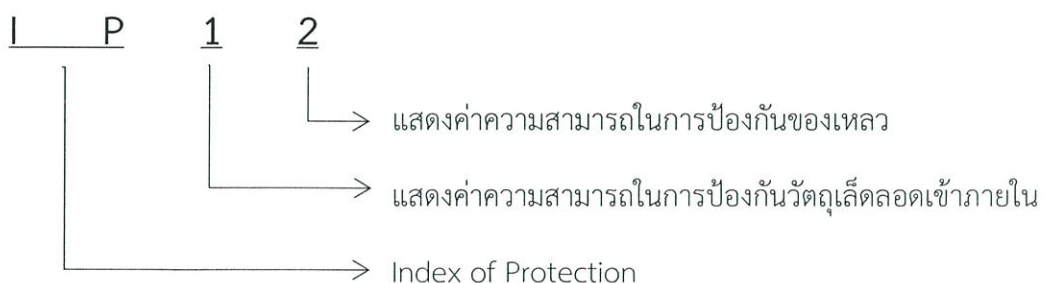 I P 1 2
แสดงค่าความสามารถในการป้องกันของเหลว
แสดงค่าความสามารถในการป้องกันวัตถุเล็ดลอดเข้าภายใน
Index of Protection